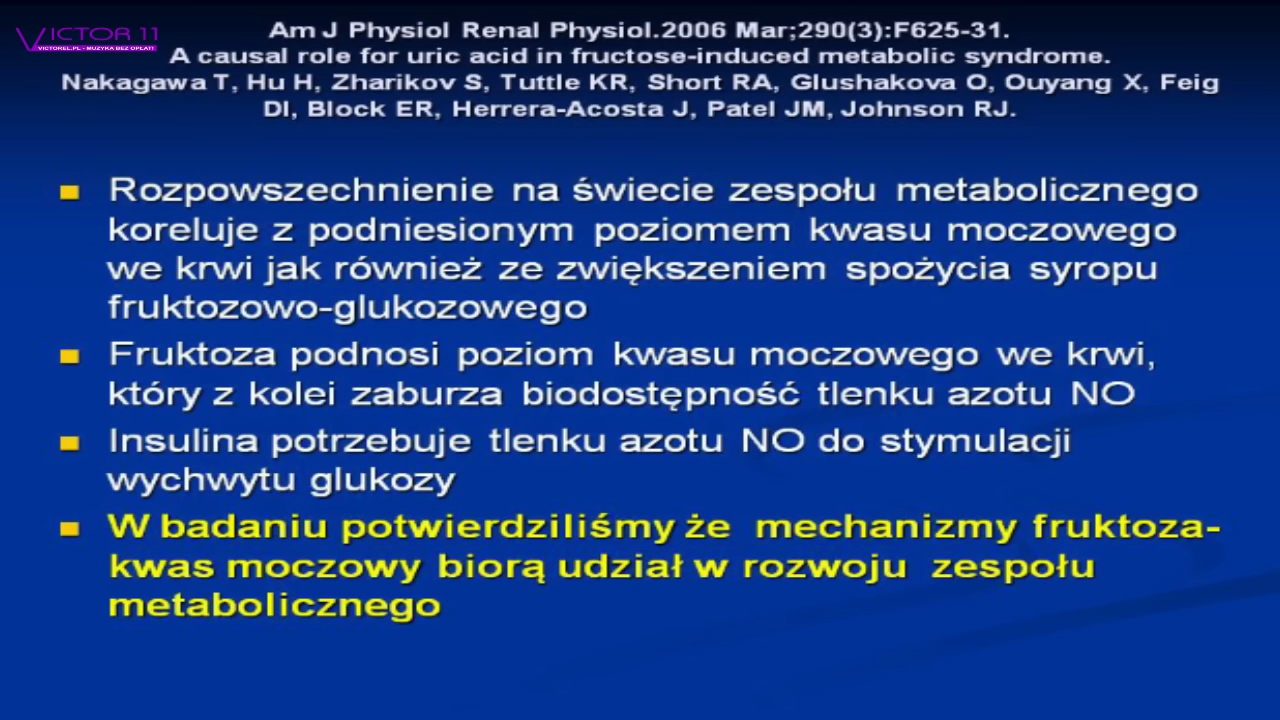 VICTOR 11
VICTOREL.PL - MUZYKA BEZ OPŁAT!
Am J Physiol Renal Physiol.2006 Mar;290(3):F625-31.
A causal role for uric acid in fructose-induced metabolic syndrome.
Nakagawa T, Hu H, Zharikov S, Tuttle KR, Short RA, Glushakova O, Ouyang X, Feig
DI, Block ER, Herrera-Acosta J, Patel JM, Johnson RJ.
Rozpowszechnienie na świecie zespołu metabolicznego
koreluje z podniesionym poziomem kwasu moczowego
we krwi jak również ze zwiększeniem spożycia syropu
fruktozowo-glukozowego
Fruktoza podnosi poziom kwasu moczowego we krwi,
który z kolei zaburza biodostępność tlenku azotu NO
Insulina potrzebuje tlenku azotu NO do stymulacji
wychwytu glukozy
W badaniu potwierdziliśmy że mechanizmy fruktoza-
kwas moczowy biorą udział w rozwoju zespołu
metabolicznego